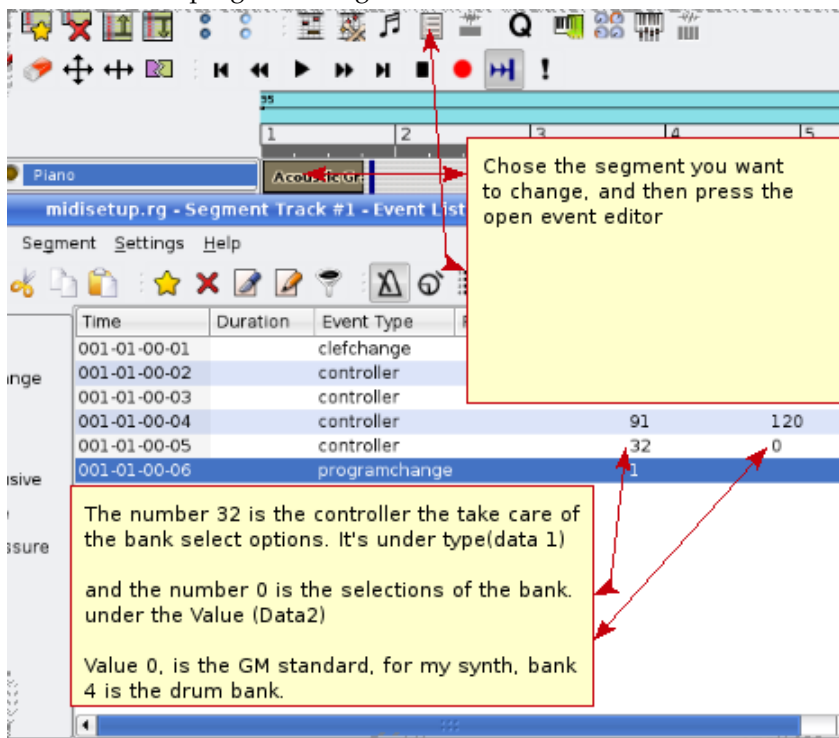 Q
!
35
1 2 3 4 5
Piano
Acoustic Gr
Chose the segment you want
to change, and then press the
open event editor
midisetup.rg - Segment Track #1 - Event List
Segment Settings Help
Time Duration Event Type
001-01-00-01 clefchange
001-01-00-02 controller
001-01-00-03 controller
001-01-00-04 controller 91 120
001-01-00-05 controller 32 0
001-01-00-06 programchange 1
The number 32 is the controller the take care of
the bank select options. It's under type(data 1)
and the number 0 is the selections of the bank.
under the Value (Data2)
Value 0, is the GM standard, for my synth, bank
4 is the drum bank.